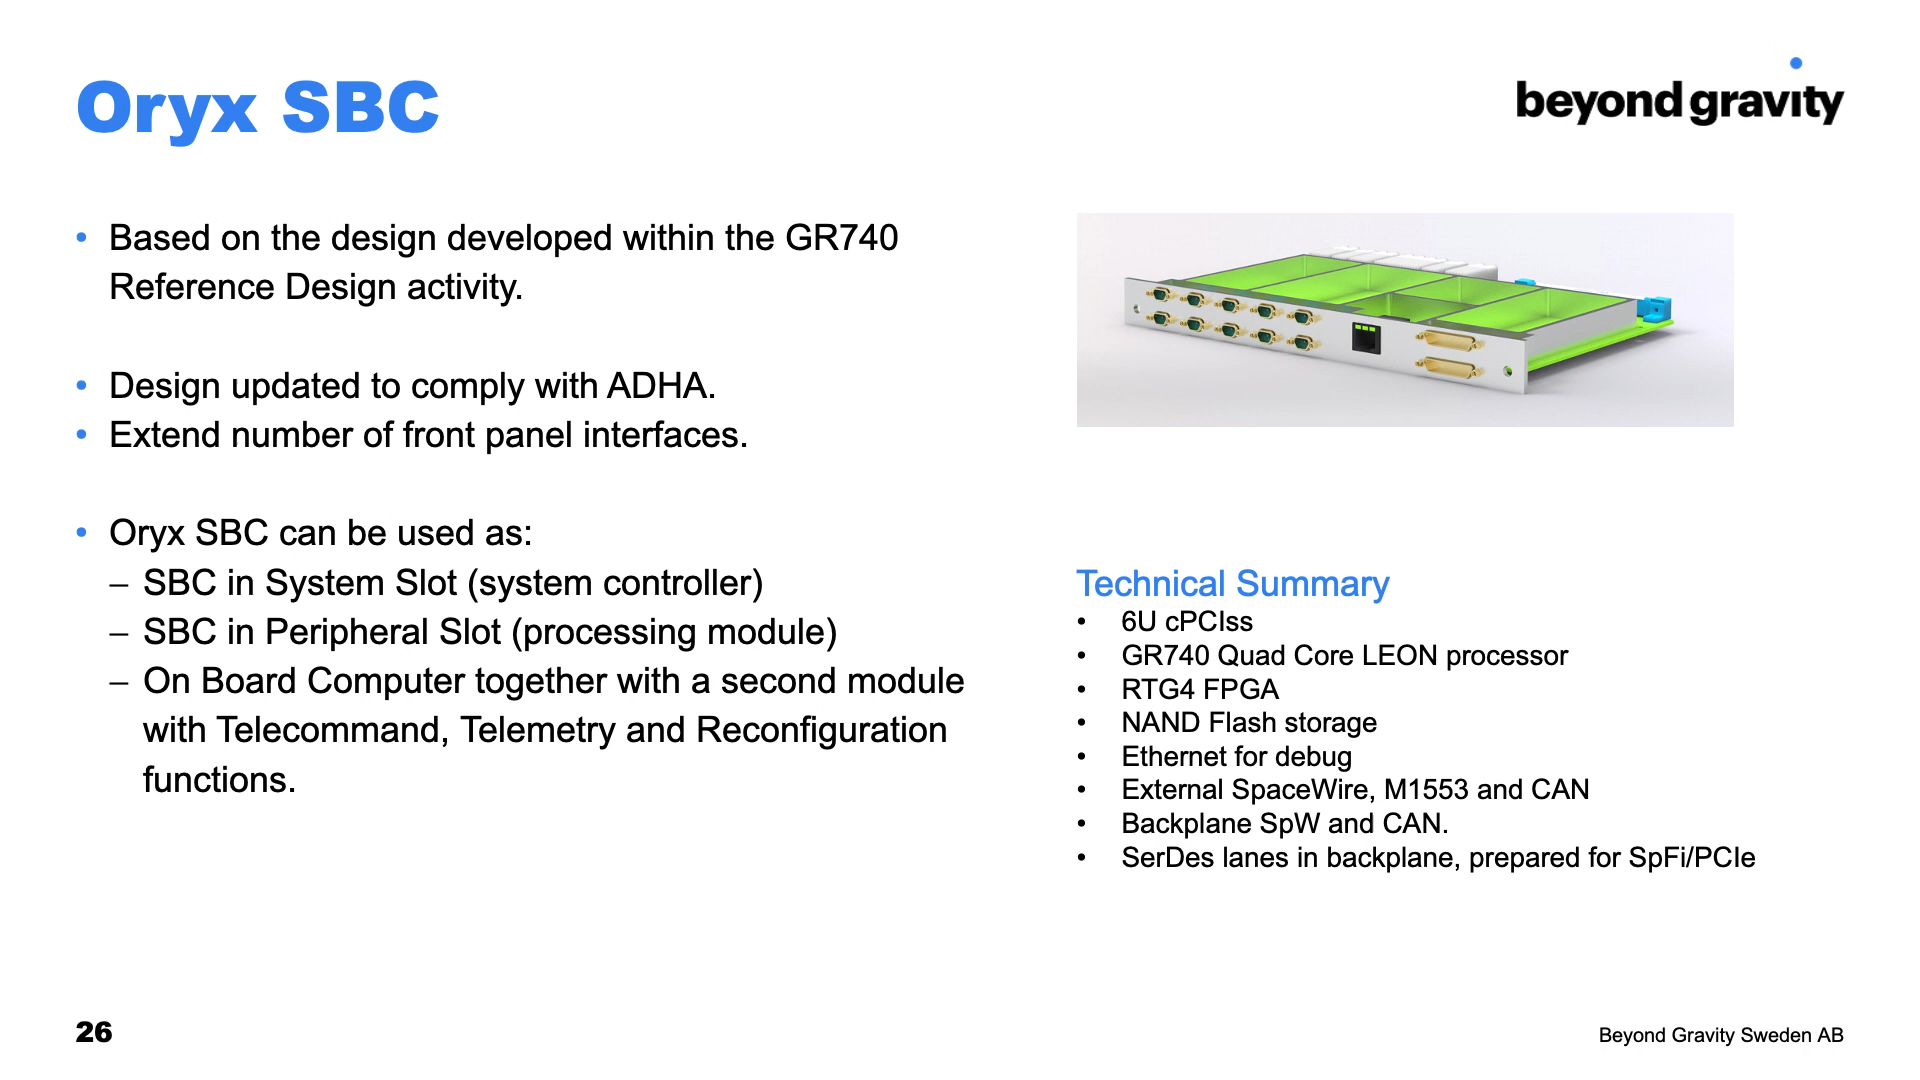 Oryx SBC
beyond gravity
• Based on the design developed within the GR740
Reference Design activity.
• Design updated to comply with ADHA.
• Extend number of front panel interfaces.
• Oryx SBC can be used as:
– SBC in System Slot (system controller)
– SBC in Peripheral Slot (processing module)
– On Board Computer together with a second module
with Telecommand, Telemetry and Reconfiguration
functions.
Technical Summary
• 6U cPCIss
• GR740 Quad Core LEON processor
• RTG4 FPGA
• NAND Flash storage
• Ethernet for debug
• External SpaceWire, M1553 and CAN
• Backplane SpW and CAN.
• SerDes lanes in backplane, prepared for SpFi/PCIe
26
Beyond Gravity Sweden AB